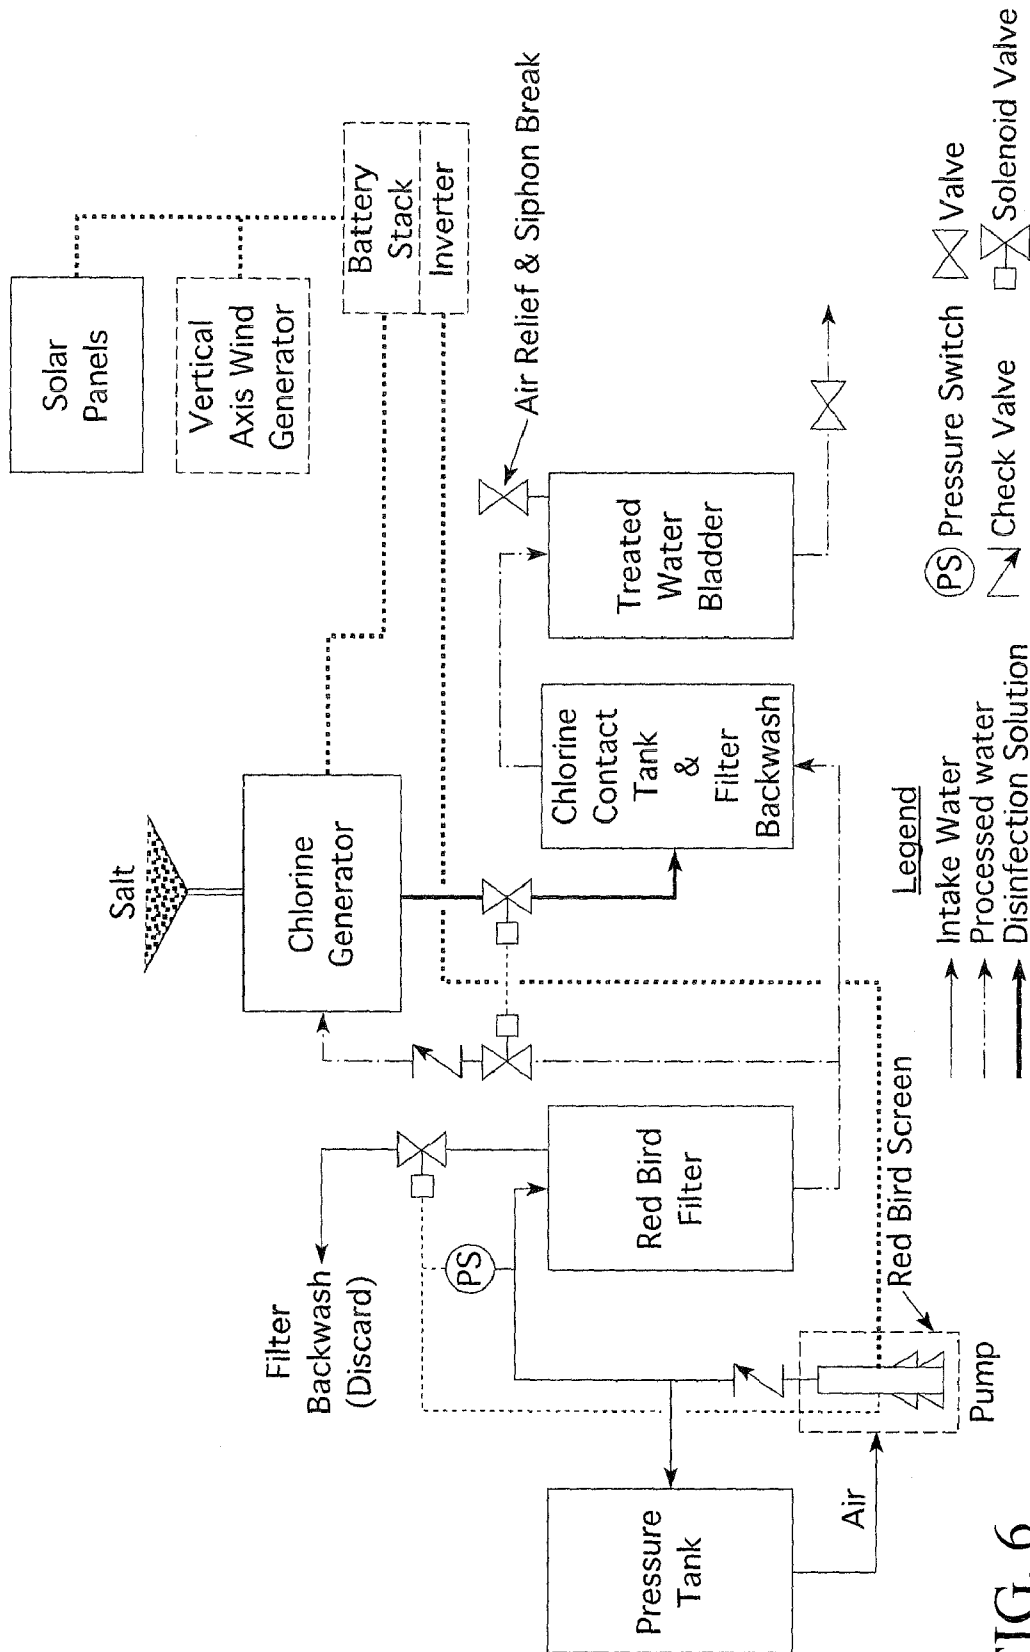 Solar
Panels
Vertical
Axis Wind
Generator
Battery
Stack
Inverter
Salt
Chlorine
Generator
Air Relief & Siphon Break
Filter
Backwash
(Discard)
PS
Red Bird
Filter
Chlorine
Contact
Tank
&
Filter
Backwash
Treated
Water
Bladder
Pressure
Tank
Air
Pump
Red Bird Screen
Legend
Intake Water
Processed water
Disinfection Solution
PS Pressure Switch
Check Valve
Valve
Solenoid Valve
FIG. 6